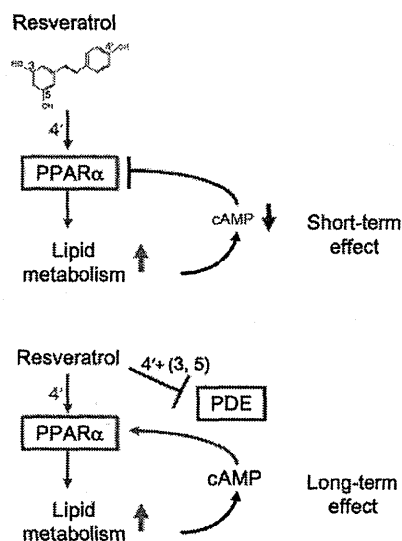 Resveratrol
4'
OH
HO
3
5
OH
4'
PPARα
cAMP
Short-term
effect
Lipid
metabolism
Resveratrol
4'+ (3, 5)
4'
PDE
PPARα
cAMP
Long-term
effect
Lipid
metabolism